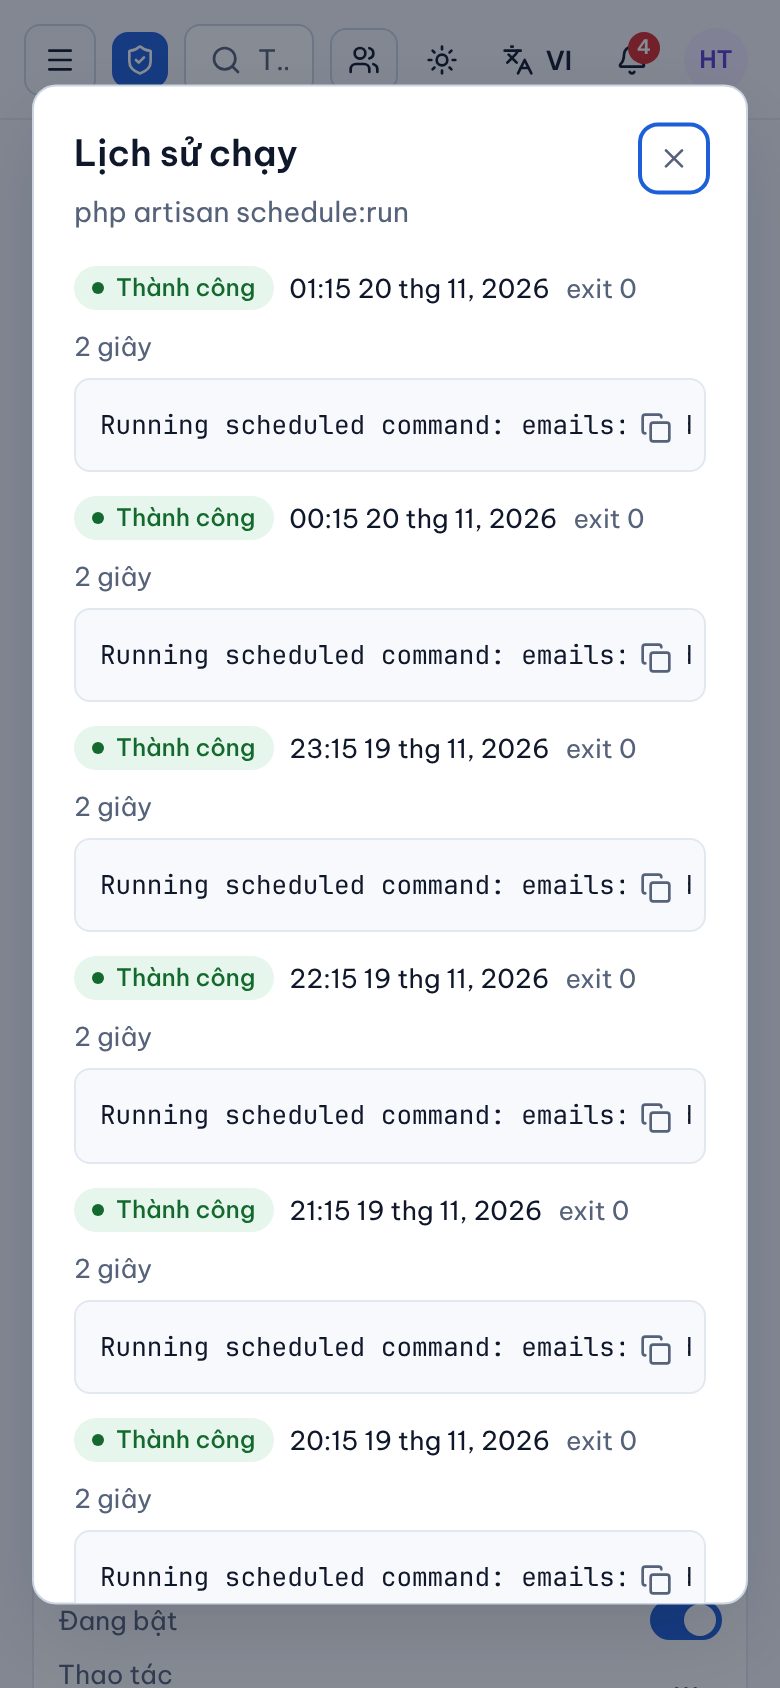 T..
VI
4
HT
Lịch sử chạy
php artisan schedule:run
Thành công 01:15 20 thg 11, 2026 exit 0
2 giây
Running scheduled command: emails:
Thành công 00:15 20 thg 11, 2026 exit 0
2 giây
Running scheduled command: emails:
Thành công 23:15 19 thg 11, 2026 exit 0
2 giây
Running scheduled command: emails:
Thành công 22:15 19 thg 11, 2026 exit 0
2 giây
Running scheduled command: emails:
Thành công 21:15 19 thg 11, 2026 exit 0
2 giây
Running scheduled command: emails:
Thành công 20:15 19 thg 11, 2026 exit 0
2 giây
Running scheduled command: emails:
Đang bật
Thao tác